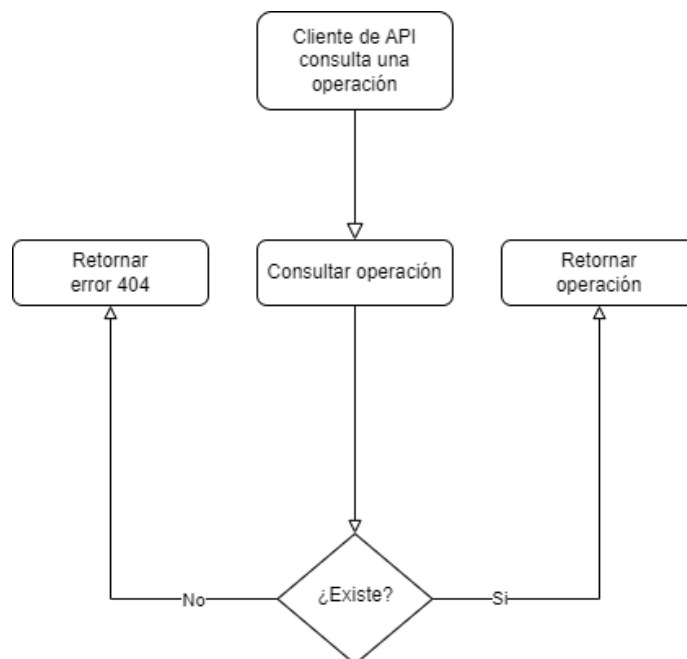 Cliente de API
consulta una
operación
Retornar
error 404
Consultar operación
Retornar
operación
¿Existe?
No
Si